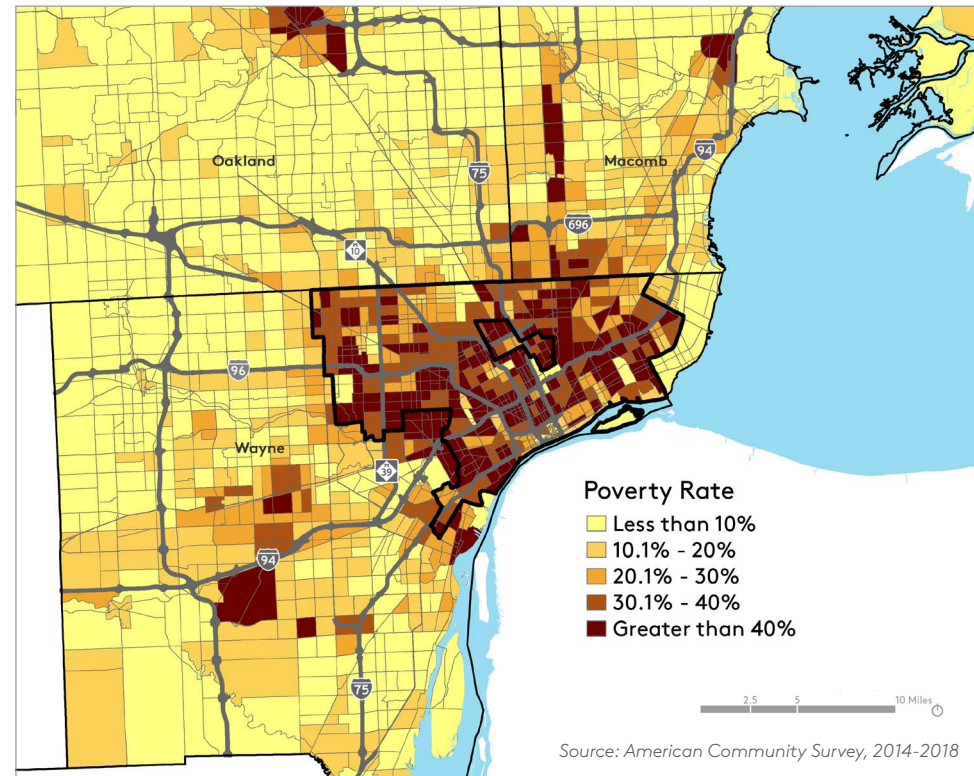 Oakland
Macomb
94
75
696
M
10
96
Wayne
M
39
94
75
Poverty Rate
Less than 10%
10.1% - 20%
20.1% - 30%
30.1% - 40%
Greater than 40%
2.5 5 10 Miles
Source: American Community Survey, 2014-2018